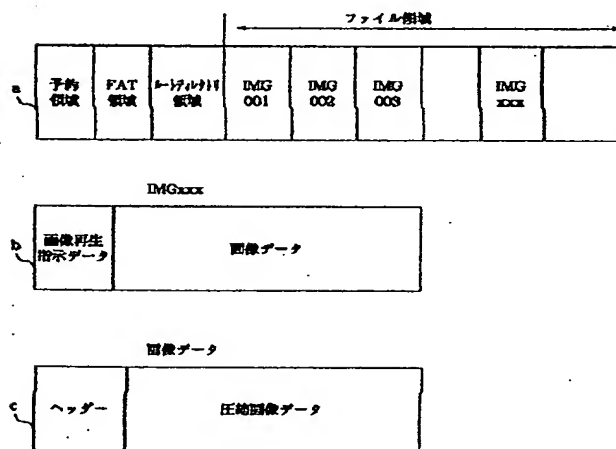 ファイル領域
a
予約
領域
FAT
領域
ルートディレクトリ
領域
IMG
001
IMG
002
IMG
003
IMG
xxx
IMGxxx
b
画像再生
指示データ
画像データ
画像データ
c
ヘッダー
圧縮画像データ